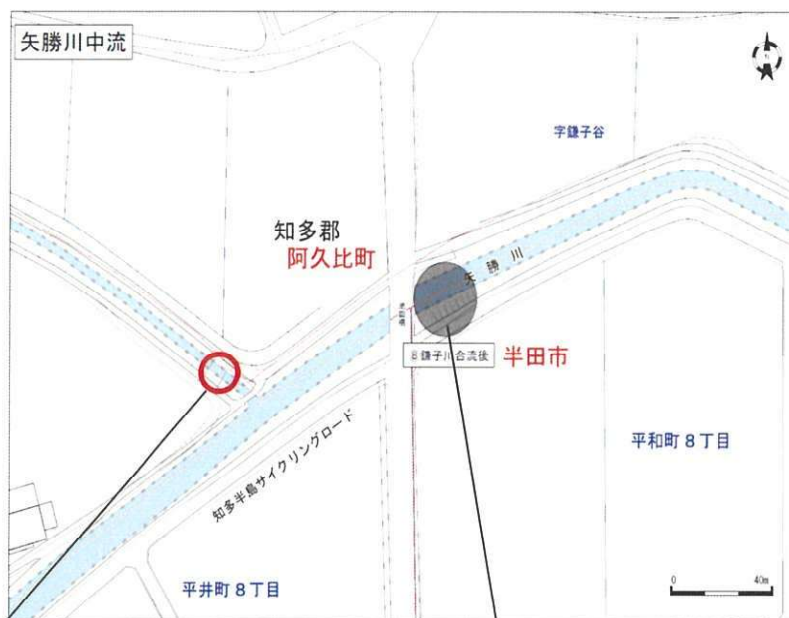 矢勝川中流
字鎌子谷
知多郡
阿久比町
矢勝川
8 鎌子川合流後
半田市
平和町8丁目
知多半島サイクリングロード
平井町8丁目
0 40m